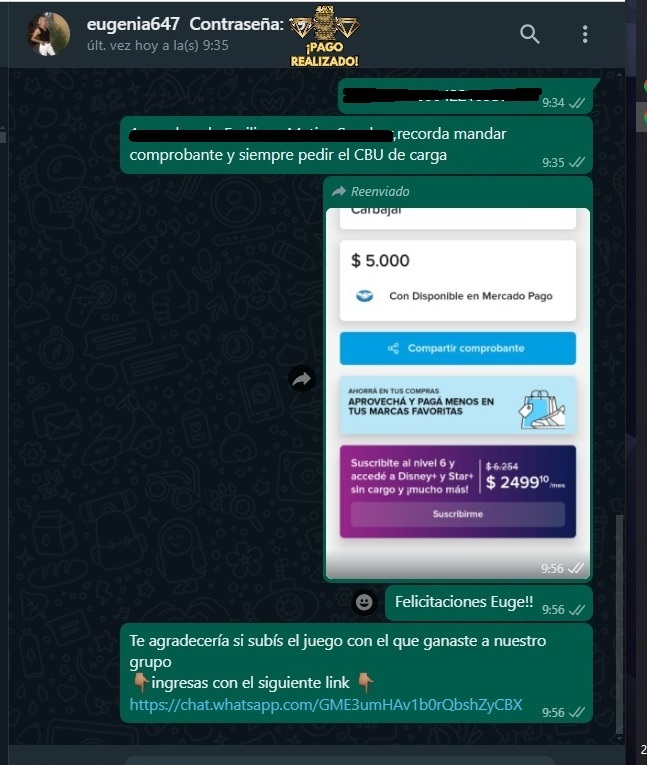 eugenia647 Contraseña:
¡PAGO
REALIZADO!
últ. vez hoy a la(s) 9:35
9:34
,recorda mandar
comprobante y siempre pedir el CBU de carga
9:35
Reenviado
Carbajal
$ 5.000
Con Disponible en Mercado Pago
Compartir comprobante
AHORRÁ EN TUS COMPRAS
APROVECHÁ Y PAGÁ MENOS EN
TUS MARCAS FAVORITAS
Suscribite al nivel 6 y
accedé a Disney+ y Star+
sin cargo y ¡mucho más!
$ 6.254
$ 2499¹⁰/mes
Suscribirme
9:56
Felicitaciones Euge!! 9:56
Te agradecería si subís el juego con el que ganaste a nuestro
grupo
ingresas con el siguiente link
https://chat.whatsapp.com/GME3umHAv1b0rQbshZyCBX
9:56
2